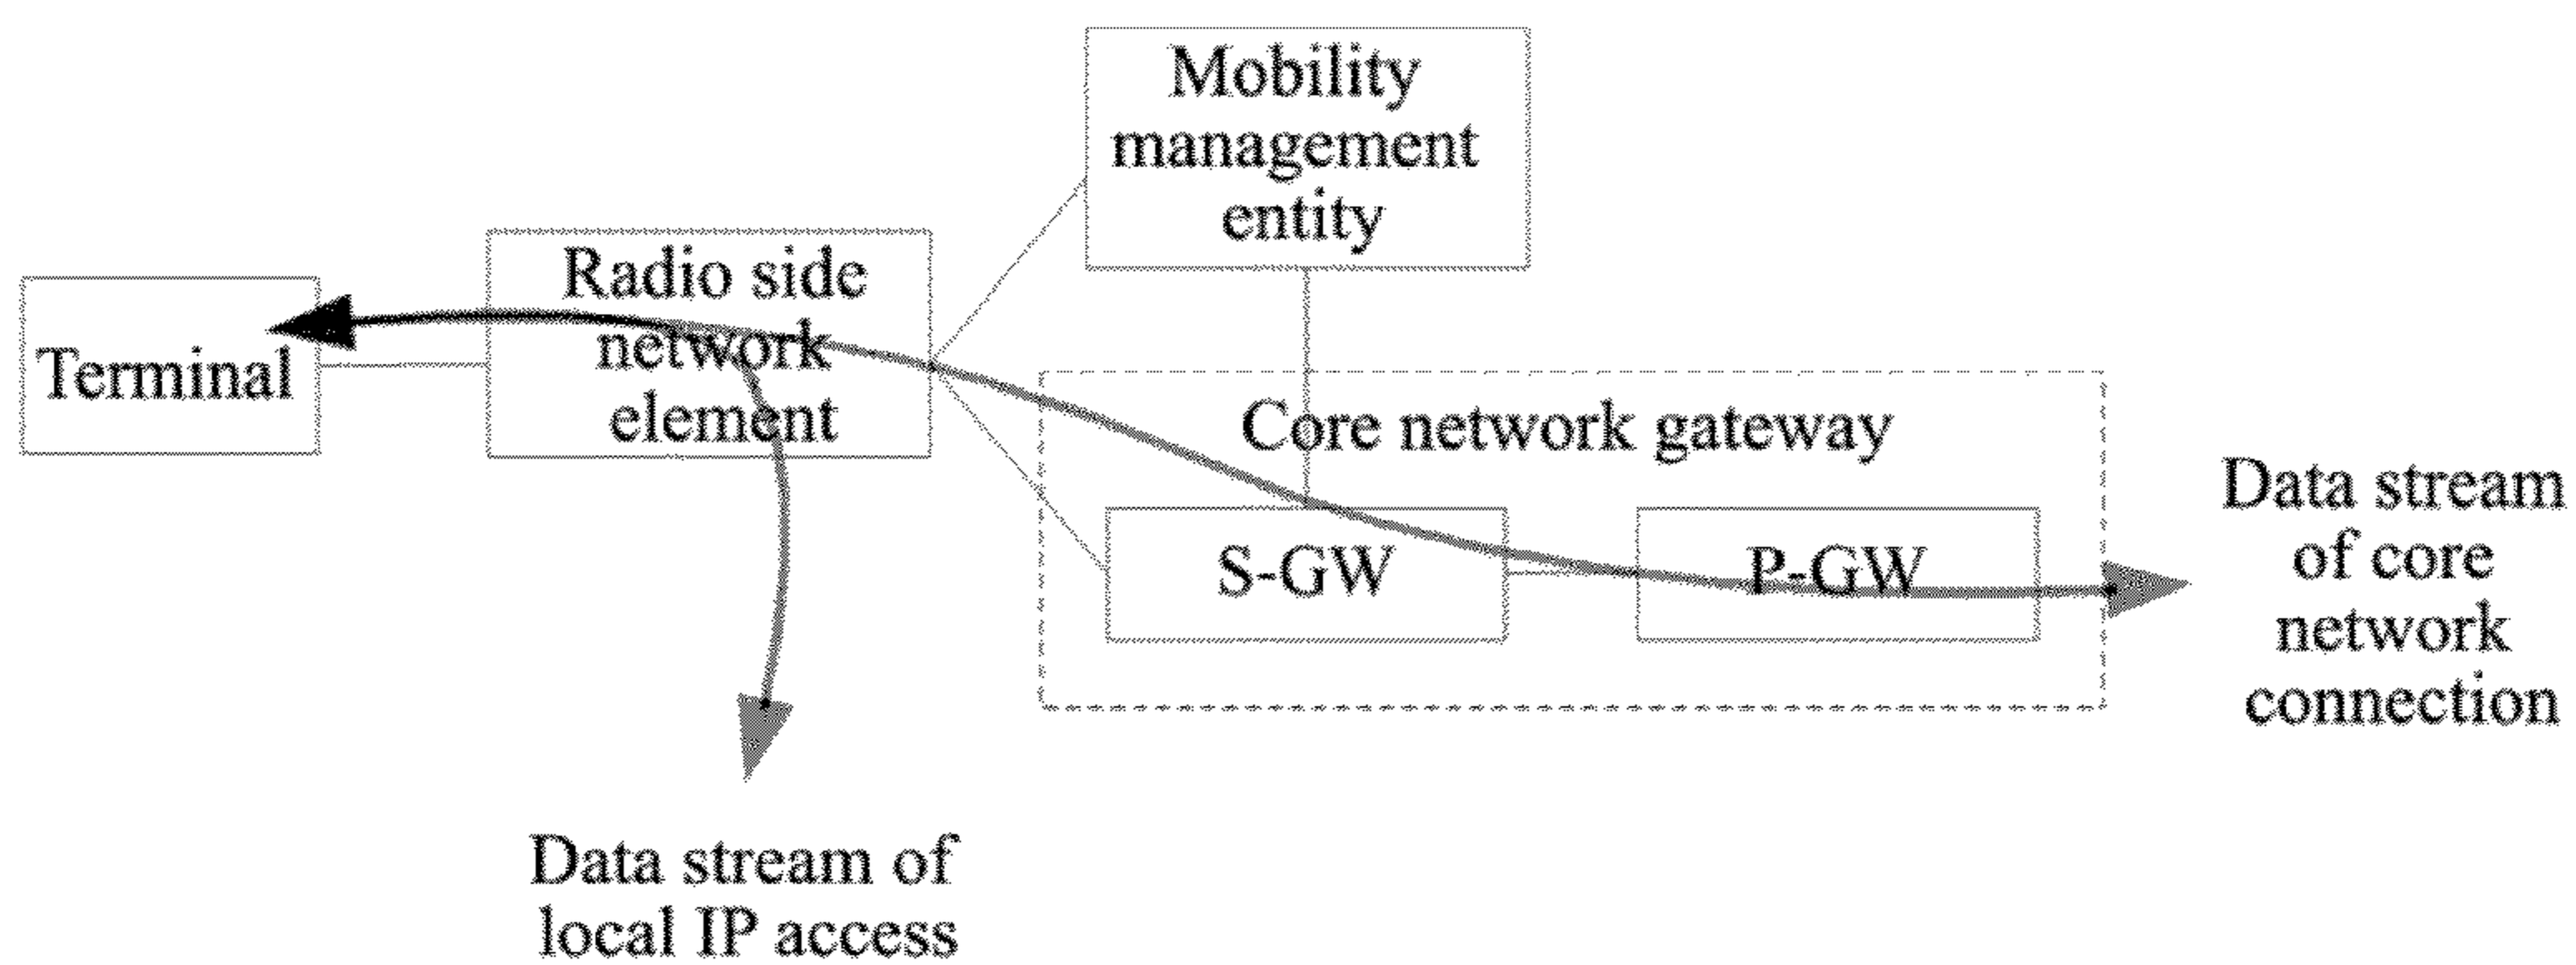 Mobility
management
entity
Radio side
network
element
Terminal
Core network gateway
S-GW
P-GW
Data stream
of core
network
connection
Data stream of
local IP access